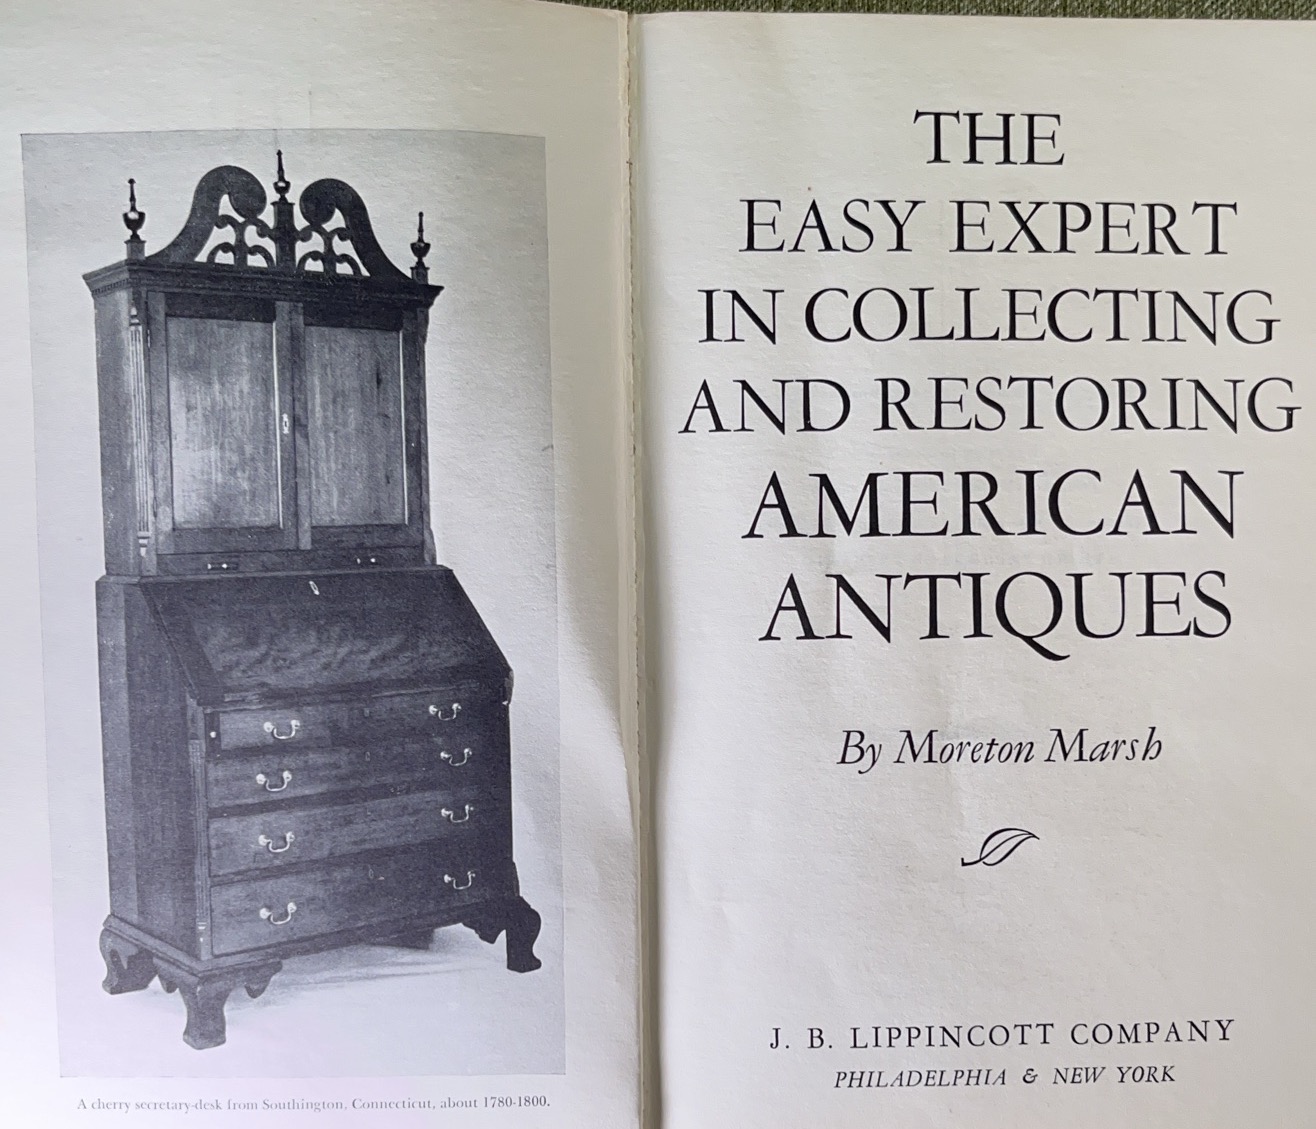 A cherry secretary-desk from Southington, Connecticut, about 1780-1800.
THE
EASY EXPERT
IN COLLECTING
AND RESTORING
AMERICAN
ANTIQUES
By Moreton Marsh
J. B. LIPPINCOTT COMPANY
PHILADELPHIA & NEW YORK